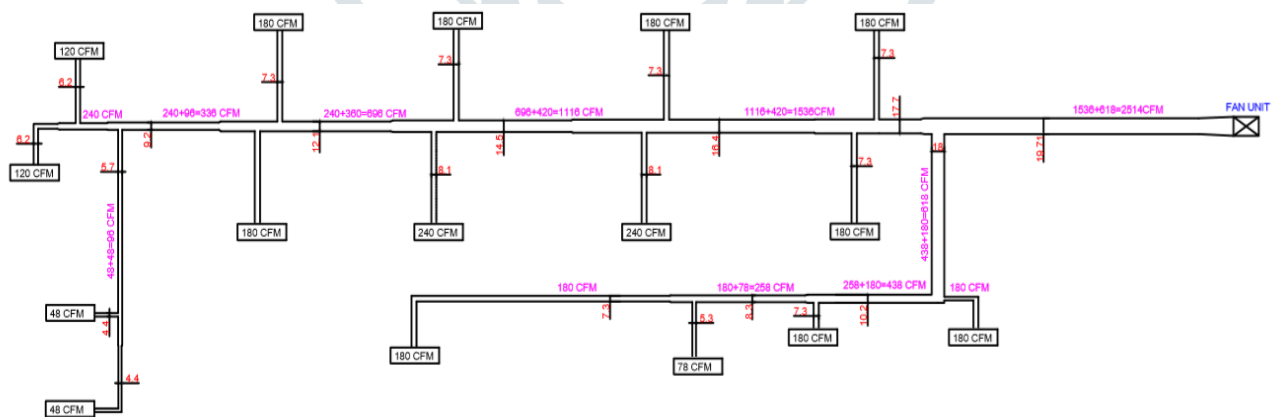 180 CFM
180 CFM
180 CFM
180 CFM
120 CFM
7.3
7.3
7.3
7.3
6.2
240 CFM
240+96=336 CFM
240+360=696 CFM
696+420=1116 CFM
1116+420=1536 CFM
17.7
1536+618=2514CFM
FAN UNIT
6.2
9.2
12.1
14.5
16.4
18
19.71
120 CFM
5.7
8.1
8.1
7.3
48+48=96 CFM
438+180=618 CFM
180 CFM
240 CFM
240 CFM
180 CFM
180 CFM
180+78=258 CFM
258+180=438 CFM
180 CFM
48 CFM
4.4
7.3
5.3
8.3
7.3
10.2
180 CFM
78 CFM
180 CFM
180 CFM
4.4
48 CFM